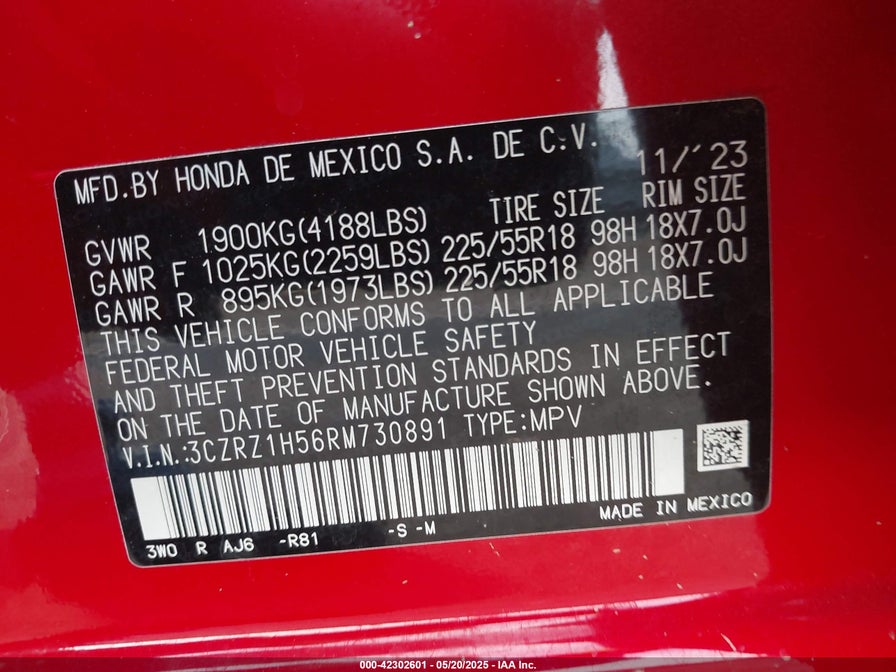 MFD.BY HONDA DE MEXICO S.A. DE C.V. 11/'23
TIRE SIZE RIM SIZE
GVWR 1900KG(4188LBS)
GAWR F 1025KG(2259LBS) 225/55R18 98H 18X7.0J
GAWR R 895KG(1973LBS) 225/55R18 98H 18X7.0J
THIS VEHICLE CONFORMS TO ALL APPLICABLE
FEDERAL MOTOR VEHICLE SAFETY
AND THEFT PREVENTION STANDARDS IN EFFECT
ON THE DATE OF MANUFACTURE SHOWN ABOVE.
V.I.N.:3CZRZ1H56RM730891 TYPE:MPV
MADE IN MEXICO
3W0 R AJ6 -R81 -S -M
000-42302601 - 05/20/2025 - IAA Inc.